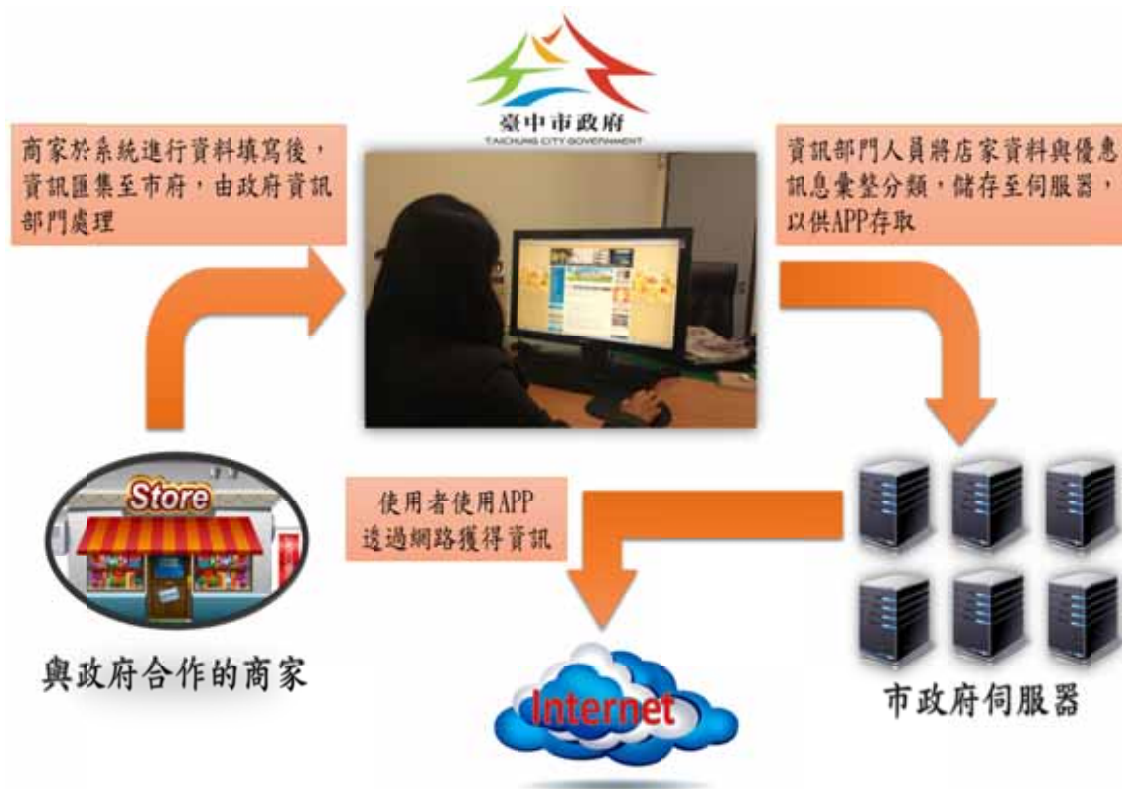 臺中市政府
TAICHUNG CITY GOVERNMENT
商家於系統進行資料填寫後，
資訊匯集至市府，由政府資訊
部門處理
資訊部門人員將店家資料與優惠
訊息彙整分類，儲存至伺服器，
以供APP存取
Store
使用者使用APP
透過網路獲得資訊
與政府合作的商家
市政府伺服器
Internet